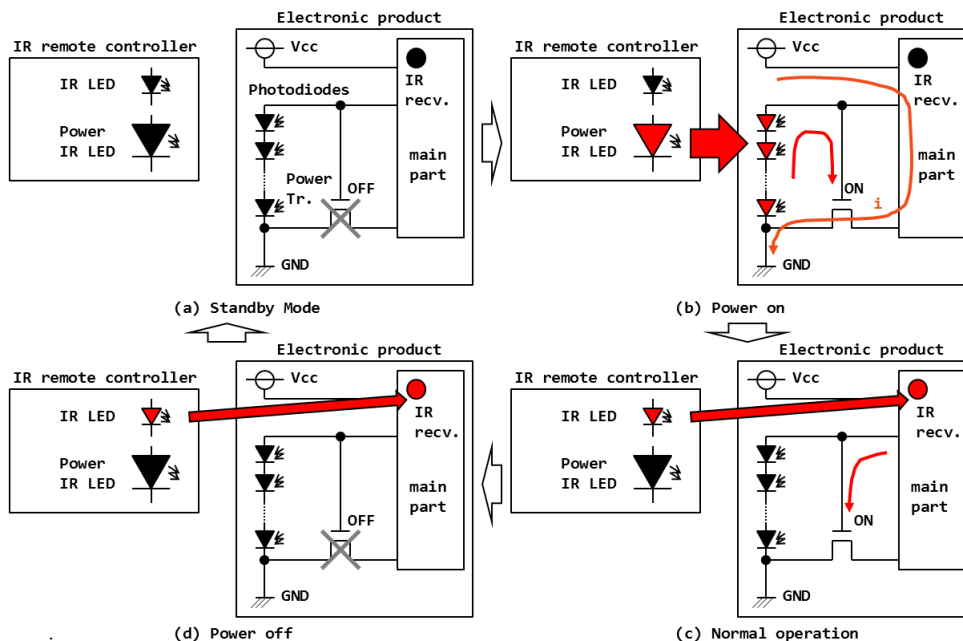 Electronic product
IR remote controller
Vcc
IR LED
IR
recv.
Photodiodes
Power
IR LED
main
part
Power
Tr.
OFF
GND
(a) Standby Mode
Electronic product
IR remote controller
Vcc
IR LED
IR
recv.
Power
IR LED
main
part
ON
i
GND
(b) Power on
Electronic product
IR remote controller
Vcc
IR LED
IR
recv.
Power
IR LED
main
part
OFF
GND
(d) Power off
Electronic product
IR remote controller
Vcc
IR LED
IR
recv.
Power
IR LED
main
part
ON
GND
(c) Normal operation